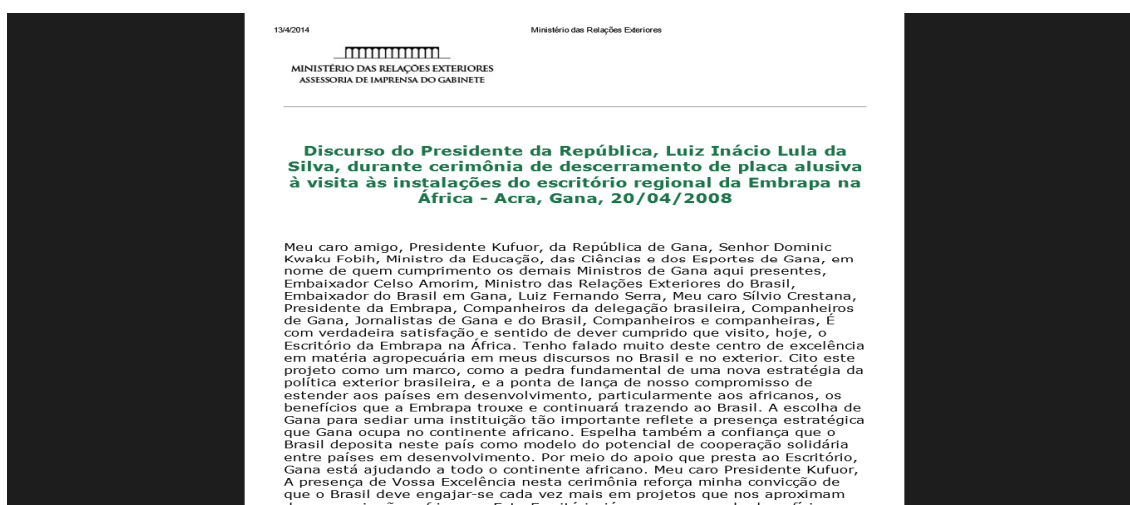 13/4/2014 Ministério das Relações Exteriores
MINISTÉRIO DAS RELAÇÕES EXTERIORES
ASSESSORIA DE IMPRENSA DO GABINETE
Discurso do Presidente da República, Luiz Inácio Lula da
Silva, durante cerimônia de descerramento de placa alusiva
à visita às instalações do escritório regional da Embrapa na
África - Acra, Gana, 20/04/2008
Meu caro amigo, Presidente Kufuor, da República de Gana, Senhor Dominic
Kwaku Fobih, Ministro da Educação, das Ciências e dos Esportes de Gana, em
nome de quem cumprimento os demais Ministros de Gana aqui presentes,
Embaixador Celso Amorim, Ministro das Relações Exteriores do Brasil,
Embaixador do Brasil em Gana, Luiz Fernando Serra, Meu caro Sílvio Crestana,
Presidente da Embrapa, Companheiros da delegação brasileira, Companheiros
de Gana, Jornalistas de Gana e do Brasil, Companheiros e companheiras, É
com verdadeira satisfação e sentido de dever cumprido que visito, hoje, o
Escritório da Embrapa na África. Tenho falado muito deste centro de excelência
em matéria agropecuária em meus discursos no Brasil e no exterior. Cito este
projeto como um marco, como a pedra fundamental de uma nova estratégia da
política exterior brasileira, e a ponta de lança de nosso compromisso de
estender aos países em desenvolvimento, particularmente aos africanos, os
benefícios que a Embrapa trouxe e continuará trazendo ao Brasil. A escolha de
Gana para sediar uma instituição tão importante reflete a presença estratégica
que Gana ocupa no continente africano. Espelha também a confiança que o
Brasil deposita neste país como modelo do potencial de cooperação solidária
entre países em desenvolvimento. Por meio do apoio que presta ao Escritório,
Gana está ajudando a todo o continente africano. Meu caro Presidente Kufuor,
A presença de Vossa Excelência nesta cerimônia reforça minha convicção de
que o Brasil deve engajar-se cada vez mais em projetos que nos aproximam